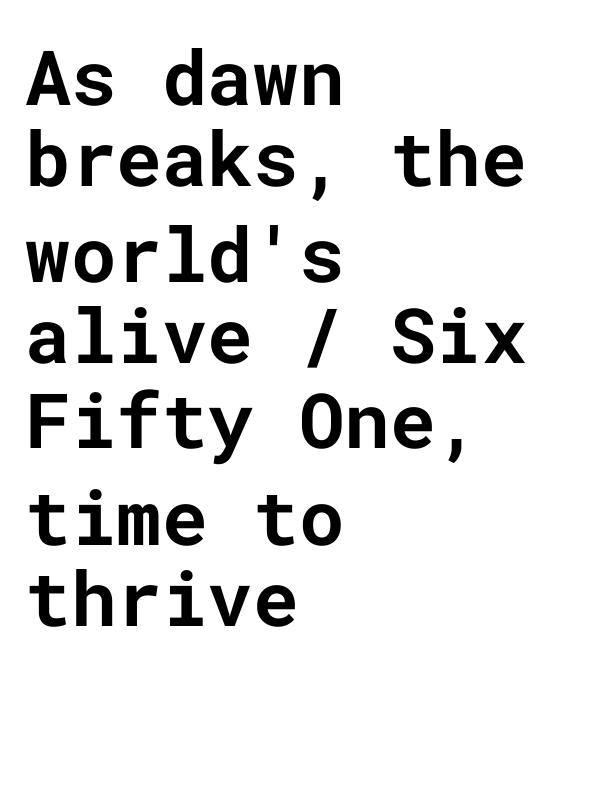 As dawn
breaks, the
world's
alive / Six
Fifty One,
time to
thrive